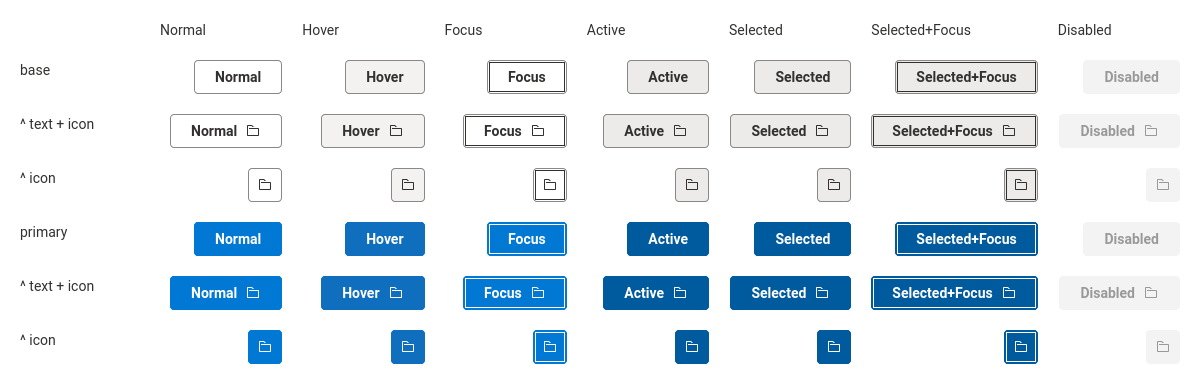 Normal Hover Focus Active Selected Selected+Focus Disabled
base Normal Hover Focus Active Selected Selected+Focus Disabled
^ text + icon Normal Hover Focus Active Selected Selected+Focus Disabled
^ icon
primary Normal Hover Focus Active Selected Selected+Focus Disabled
^ text + icon Normal Hover Focus Active Selected Selected+Focus Disabled
^ icon